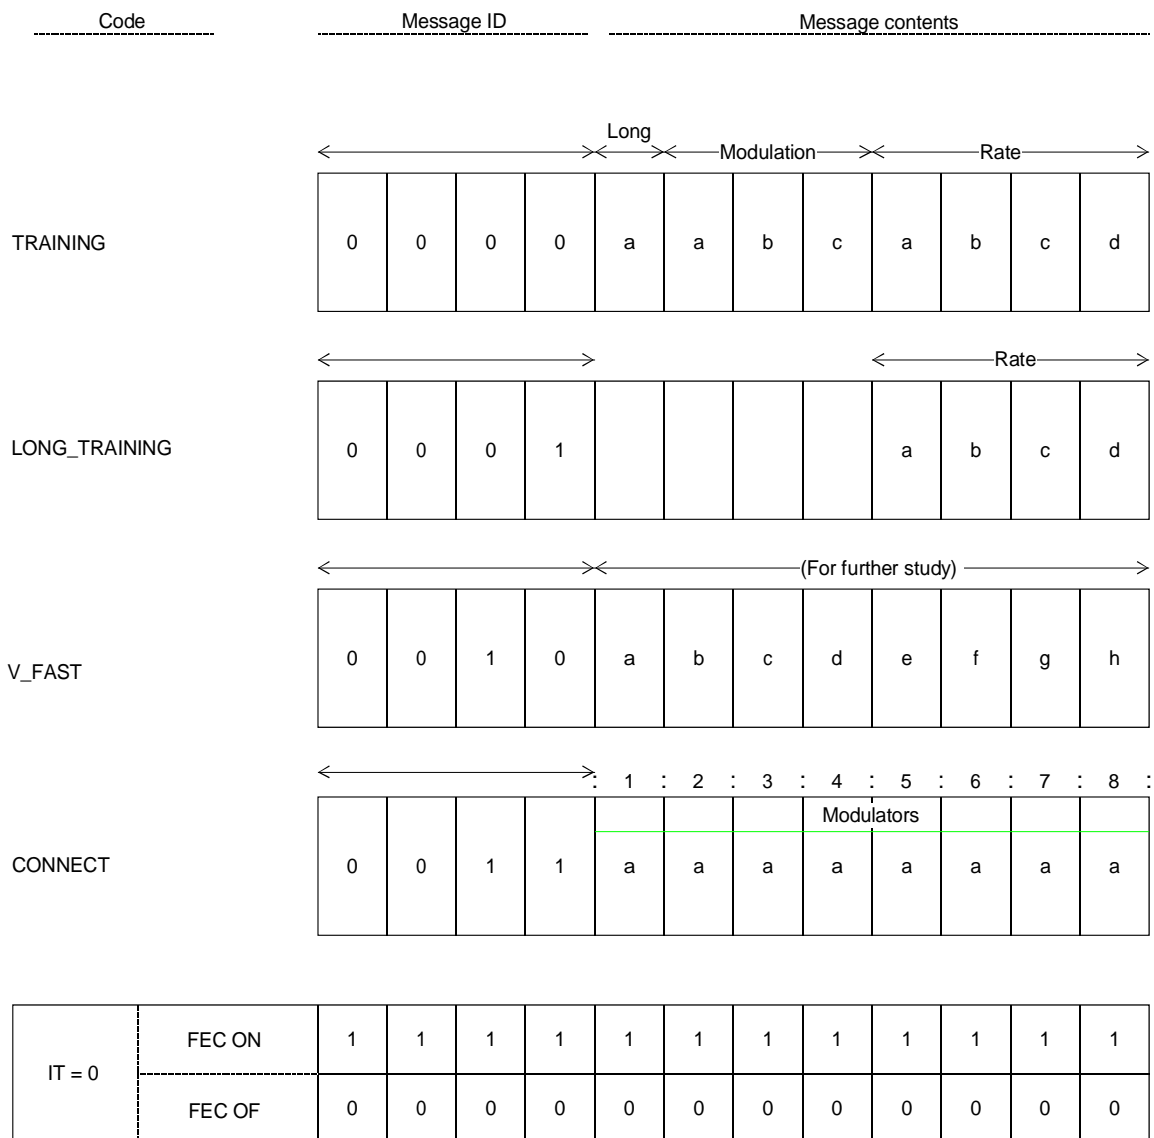 Code Message ID Message contents
Long
Modulation Rate
TRAINING 0 0 0 0 a a b c a b c d
Rate
LONG_TRAINING 0 0 0 1 a b c d
(For further study)
V_FAST 0 0 1 0 a b c d e f g h
: 1 : 2 : 3 : 4 : 5 : 6 : 7 : 8 :
Modulators
CONNECT 0 0 1 1 a a a a a a a a
FEC ON 1 1 1 1 1 1 1 1 1 1 1 1
IT = 0
FEC OF 0 0 0 0 0 0 0 0 0 0 0 0